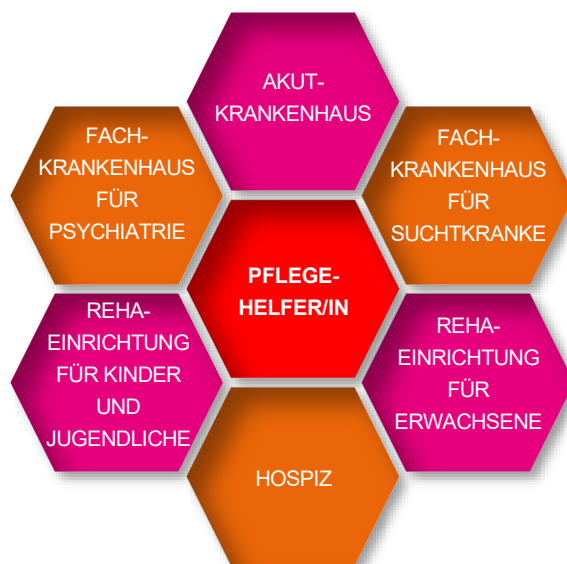 AKUT-
KRANKENHAUS
FACH-
KRANKENHAUS
FÜR
PSYCHIATRIE
FACH-
KRANKENHAUS
FÜR
SUCHTKRANKE
PFLEGE-
HELFER/IN
REHA-
EINRICHTUNG
FÜR KINDER
UND
JUGENDLICHE
REHA-
EINRICHTUNG
FÜR
ERWACHSENE
HOSPIZ